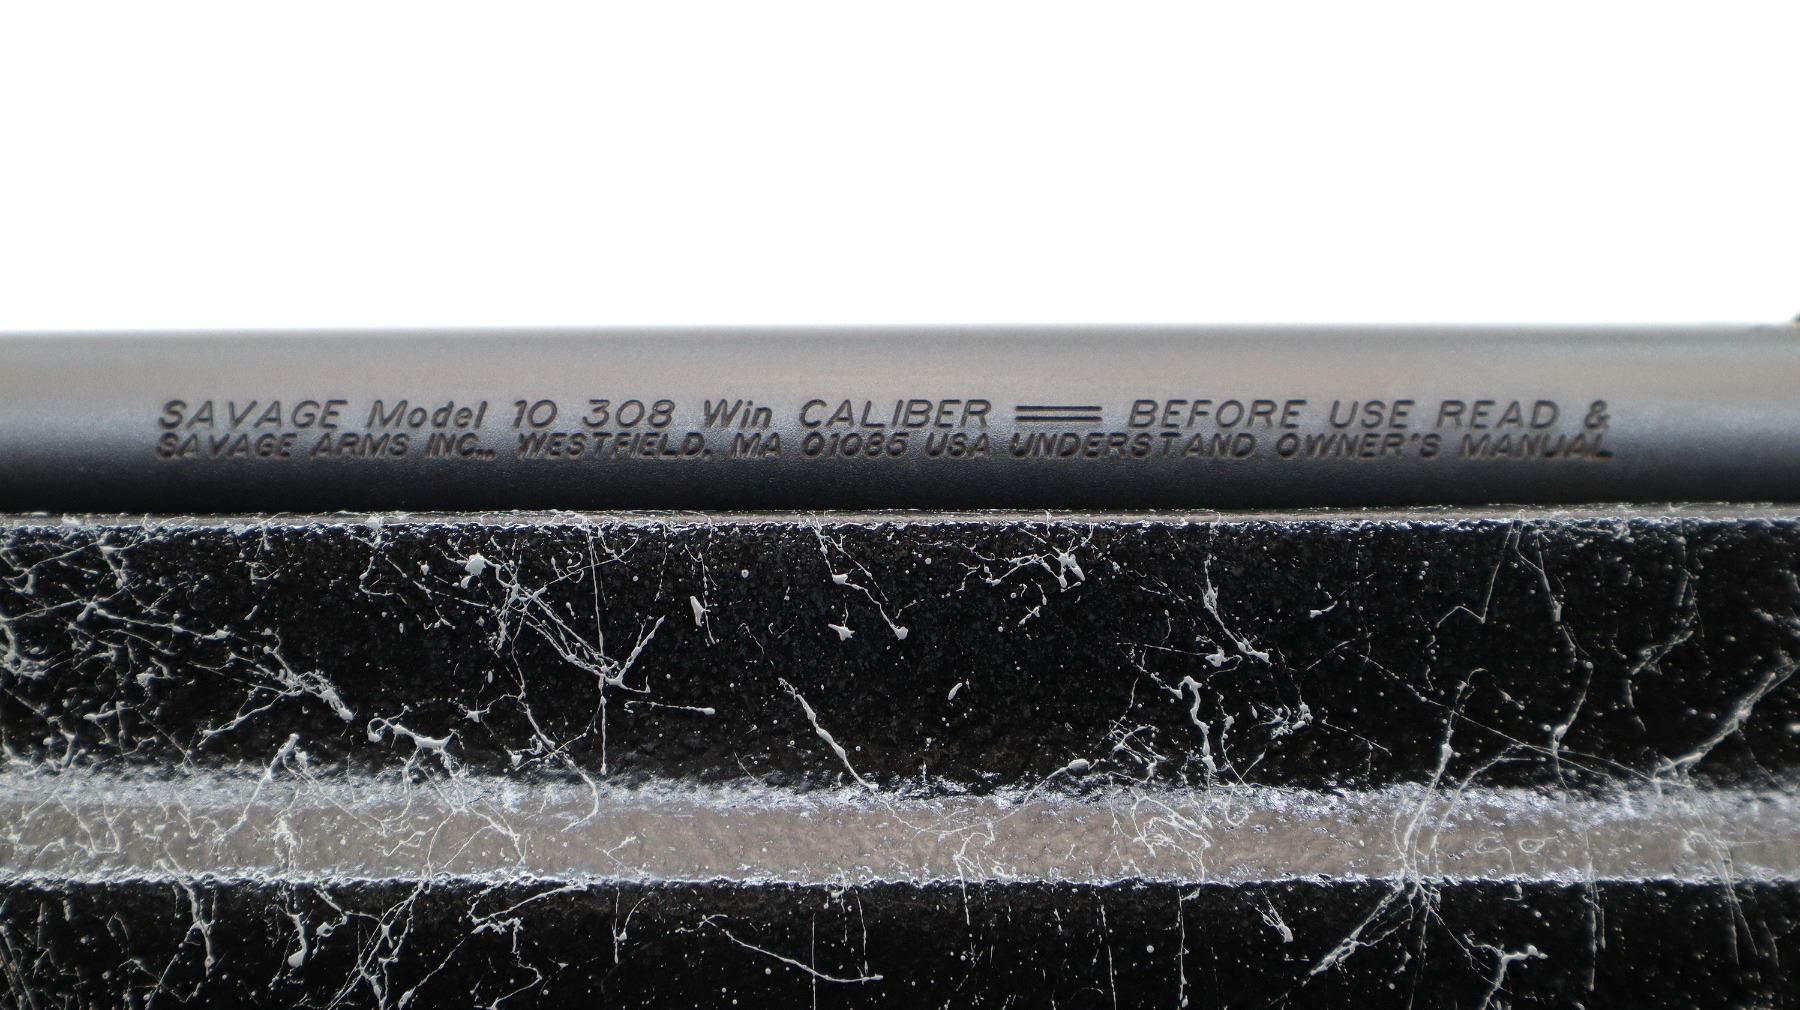 SAVAGE Model 10 308 Win CALIBER ═══ BEFORE USE READ &
SAVAGE ARMS INC., WESTFIELD, MA 01085 USA UNDERSTAND OWNER'S MANUAL